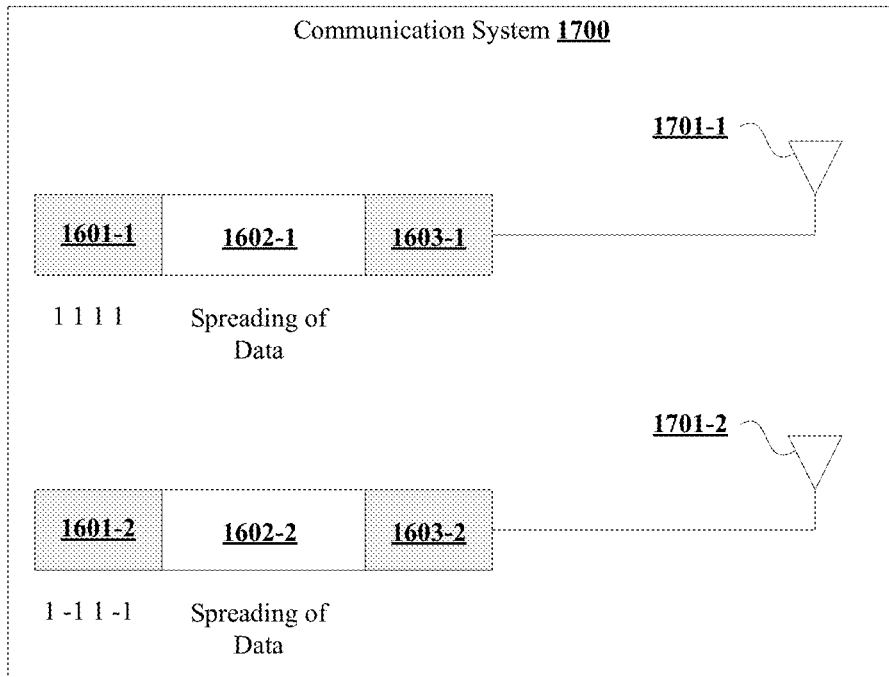 Communication System 1700
1701-1
1601-1 1602-1 1603-1
1 1 1 1 Spreading of
Data
1701-2
1601-2 1602-2 1603-2
1 -1 1 -1 Spreading of
Data